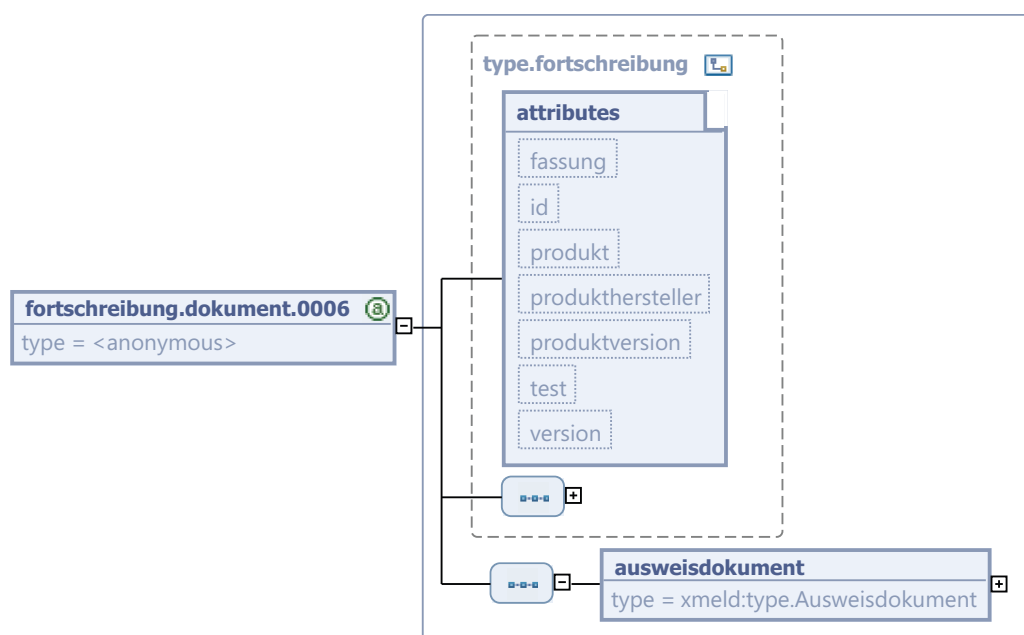 type.fortschreibung
attributes
fassung
id
produkt
fortschreibung.dokument.0006 @
produkthersteller
type = <anonymous>
produktversion
test
version
ausweisdokument
type = xmeld:type.Ausweisdokument